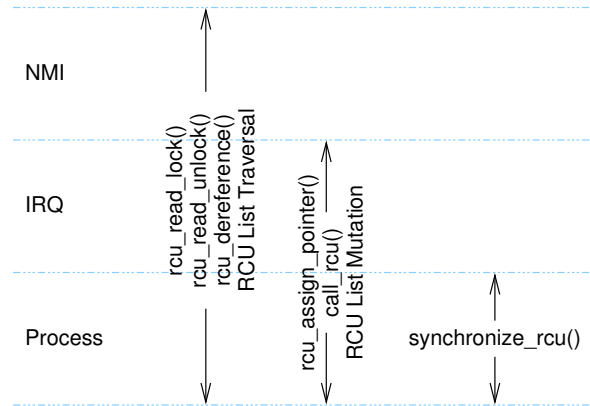 NMI
rcu_read_lock()
rcu_read_unlock()
rcu_dereference()
RCU List Traversal
IRQ
rcu_assign_pointer()
call_rcu()
RCU List Mutation
Process
synchronize_rcu()